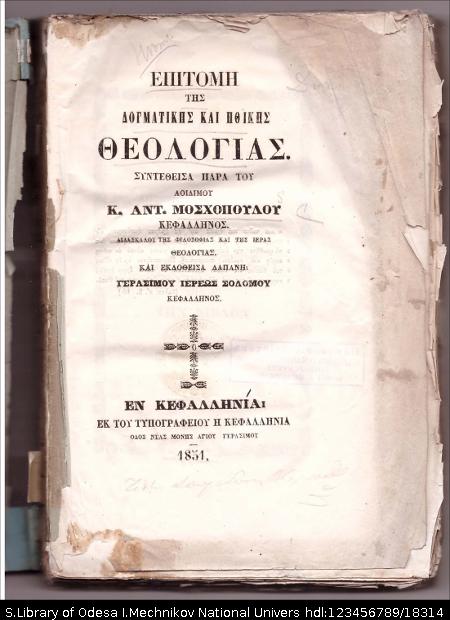 ΕΠΙΤΟΜΗ
ΤΗΣ
ΔΟΓΜΑΤΙΚΗΣ ΚΑΙ ΗΘΙΚΗΣ
ΘΕΟΛΟΓΙΑΣ.
ΣΥΝΤΕΘΕΙΣΑ ΠΑΡΑ ΤΟΥ
ΑΟΙΔΙΜΟΥ
Κ. ΑΝΤ. ΜΟΣΧΟΠΟΥΛΟΥ
ΚΕΦΑΛΛΗΝΟΣ.
ΔΙΔΑΣΚΑΛΟΥ ΤΗΣ ΦΙΛΟΣΟΦΙΑΣ ΚΑΙ ΤΗΣ ΙΕΡΑΣ
ΘΕΟΛΟΓΙΑΣ.
ΚΑΙ ΕΚΔΟΘΕΙΣΑ ΔΑΠΑΝΗ:
ΓΕΡΑΣΙΜΟΥ ΙΕΡΕΩΣ ΣΟΛΟΜΟΥ
ΚΕΦΑΛΛΗΝΟΣ.
ΕΝ ΚΕΦΑΛΛΗΝΙΑ:
ΕΚ ΤΟΥ ΤΥΠΟΓΡΑΦΕΙΟΥ Η ΚΕΦΑΛΛΗΝΙΑ
ΟΔΟΣ ΝΕΑΣ ΜΟΝΗΣ ΑΓΙΟΥ ΓΕΡΑΣΙΜΟΥ
1851,
S.Library of Odesa I.Mechnikov National Univers hdl:123456789/18314